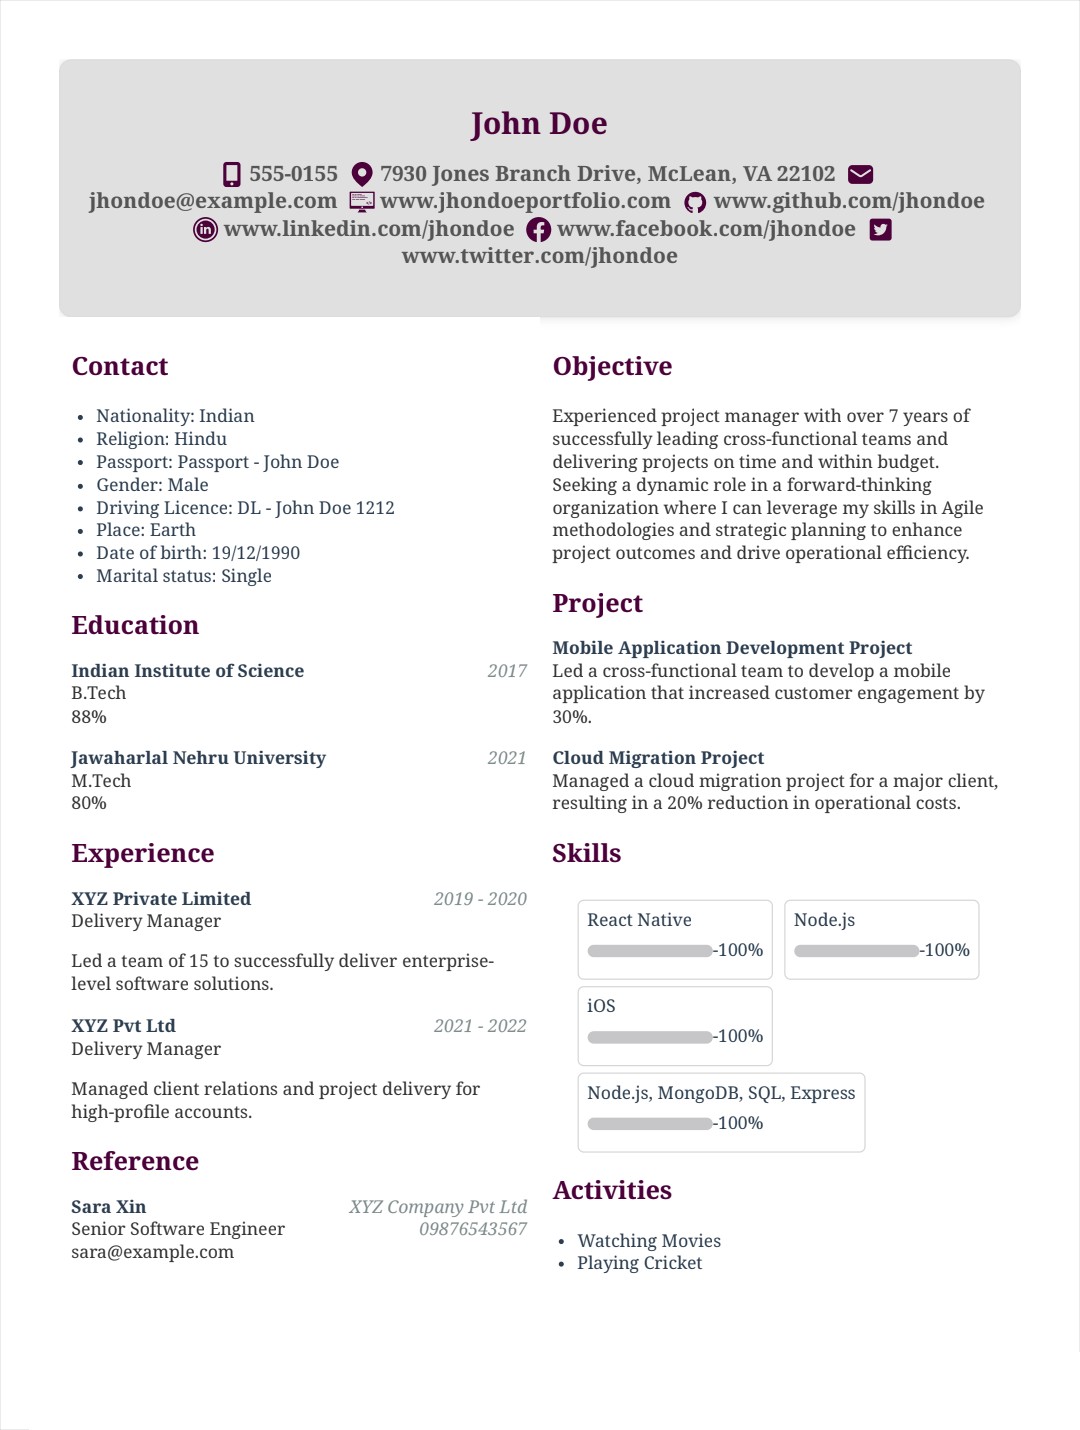 John Doe
555-0155 7930 Jones Branch Drive, McLean, VA 22102
jhondoe@example.com www.jhondoeportfolio.com www.github.com/jhondoe
www.linkedin.com/jhondoe www.facebook.com/jhondoe
www.twitter.com/jhondoe
Contact
• Nationality: Indian
• Religion: Hindu
• Passport: Passport - John Doe
• Gender: Male
• Driving Licence: DL - John Doe 1212
• Place: Earth
• Date of birth: 19/12/1990
• Marital status: Single
Education
Indian Institute of Science 2017
B.Tech
88%
Jawaharlal Nehru University 2021
M.Tech
80%
Experience
XYZ Private Limited 2019 - 2020
Delivery Manager
Led a team of 15 to successfully deliver enterprise-
level software solutions.
XYZ Pvt Ltd 2021 - 2022
Delivery Manager
Managed client relations and project delivery for
high-profile accounts.
Reference
Sara Xin XYZ Company Pvt Ltd
Senior Software Engineer 09876543567
sara@example.com
Objective
Experienced project manager with over 7 years of
successfully leading cross-functional teams and
delivering projects on time and within budget.
Seeking a dynamic role in a forward-thinking
organization where I can leverage my skills in Agile
methodologies and strategic planning to enhance
project outcomes and drive operational efficiency.
Project
Mobile Application Development Project
Led a cross-functional team to develop a mobile
application that increased customer engagement by
30%.
Cloud Migration Project
Managed a cloud migration project for a major client,
resulting in a 20% reduction in operational costs.
Skills
React Native
-100%
Node.js
-100%
iOS
-100%
Node.js, MongoDB, SQL, Express
-100%
Activities
• Watching Movies
• Playing Cricket